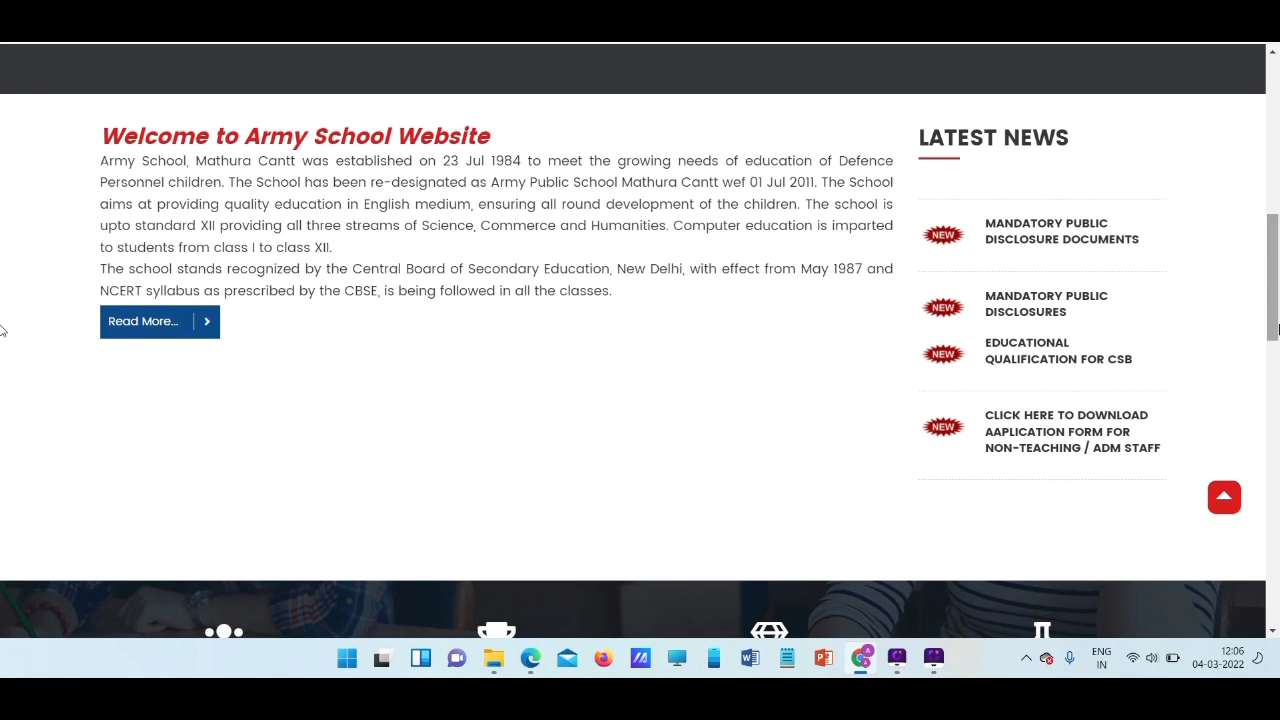 Welcome to Army School Website
Army School, Mathura Cantt was established on 23 Jul 1984 to meet the growing needs of education of Defence
Personnel children. The School has been re-designated as Army Public School Mathura Cantt wef 01 Jul 2011. The School
aims at providing quality education in English medium, ensuring all round development of the children. The school is
upto standard XII providing all three streams of Science, Commerce and Humanities. Computer education is imparted
to students from class I to class XII.
The school stands recognized by the Central Board of Secondary Education, New Delhi, with effect from May 1987 and
NCERT syllabus as prescribed by the CBSE, is being followed in all the classes.
Read More...
LATEST NEWS
NEW
MANDATORY PUBLIC
DISCLOSURE DOCUMENTS
NEW
MANDATORY PUBLIC
DISCLOSURES
NEW
EDUCATIONAL
QUALIFICATION FOR CSB
NEW
CLICK HERE TO DOWNLOAD
AAPLICATION FORM FOR
NON-TEACHING / ADM STAFF
ENG
IN
12:06
04-03-2022